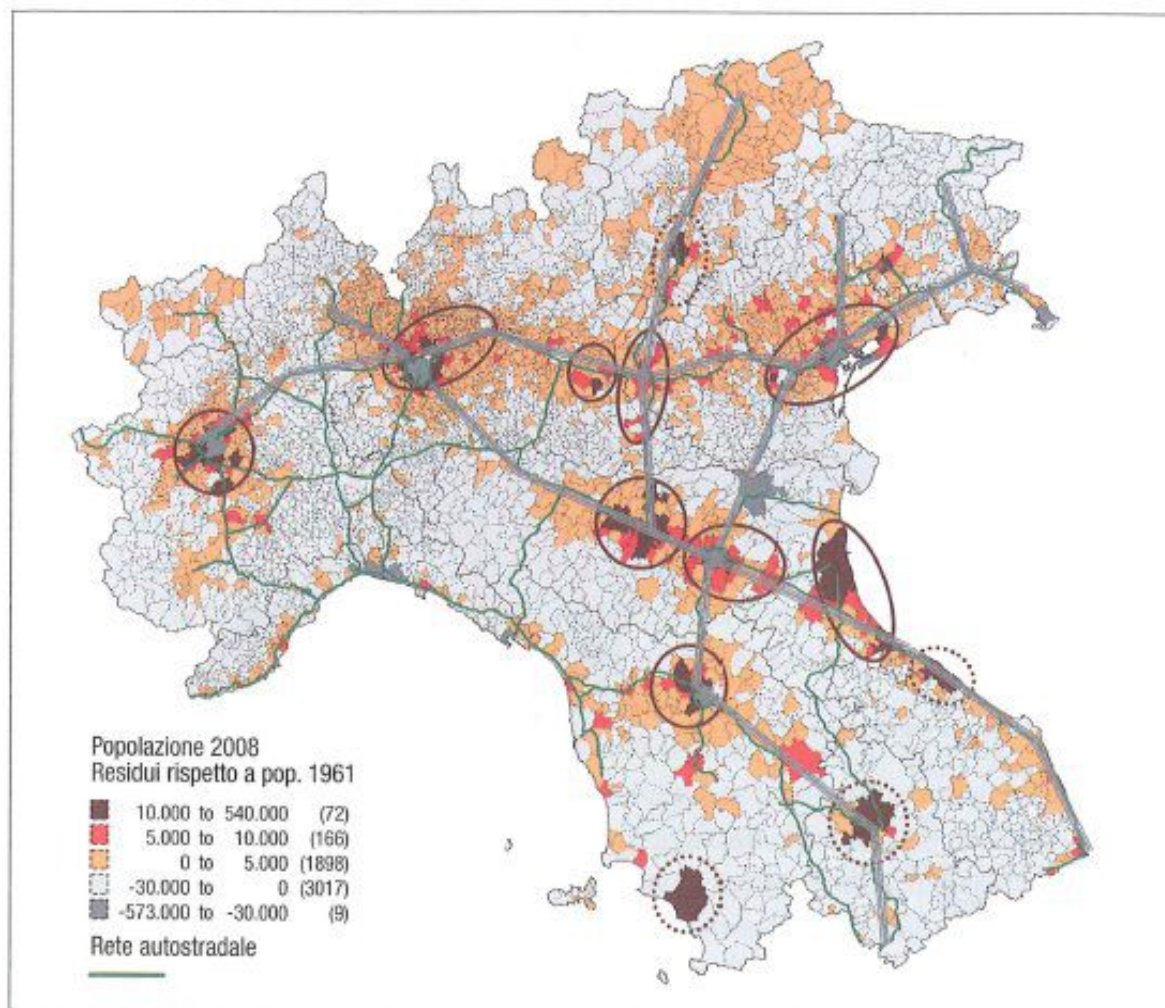 Popolazione 2008
Residui rispetto a pop. 1961
10.000 to 540.000 (72)
5.000 to 10.000 (166)
0 to 5.000 (1898)
-30.000 to 0 (3017)
-573.000 to -30.000 (9)
Rete autostradale